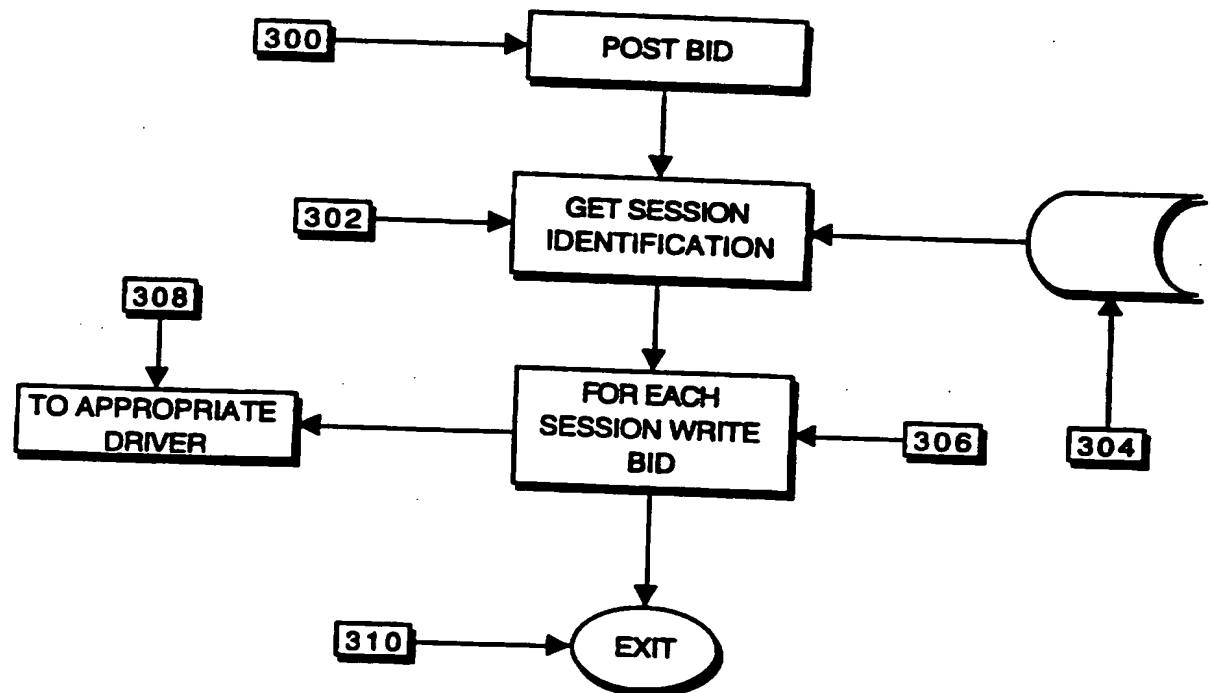 300
POST BID
302
GET SESSION
IDENTIFICATION
308
TO APPROPRIATE
DRIVER
FOR EACH
SESSION WRITE
BID
306
304
310
EXIT